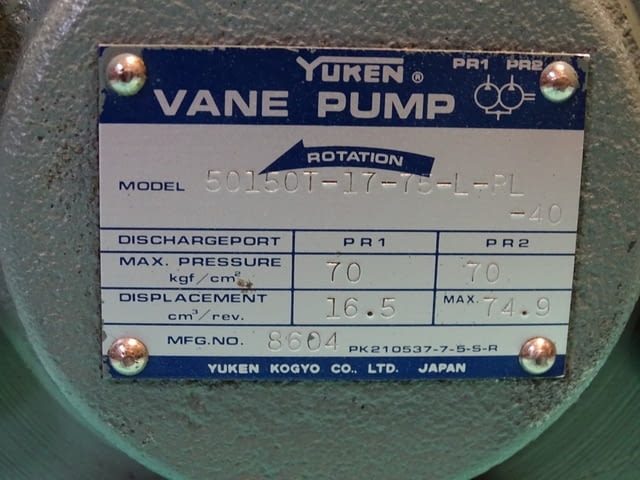 YUKEN ®
PR1 PR2
VANE PUMP
ROTATION
MODEL 50150T-17-75-L-PL
-40
DISCHARGEPORT PR1 PR2
MAX. PRESSURE kgf/cm² 70 70
DISPLACEMENT cm³/rev. 16.5 MAX. 74.9
MFG.NO. 8604 PK210537-7-5-S-R
YUKEN KOGYO CO., LTD. JAPAN